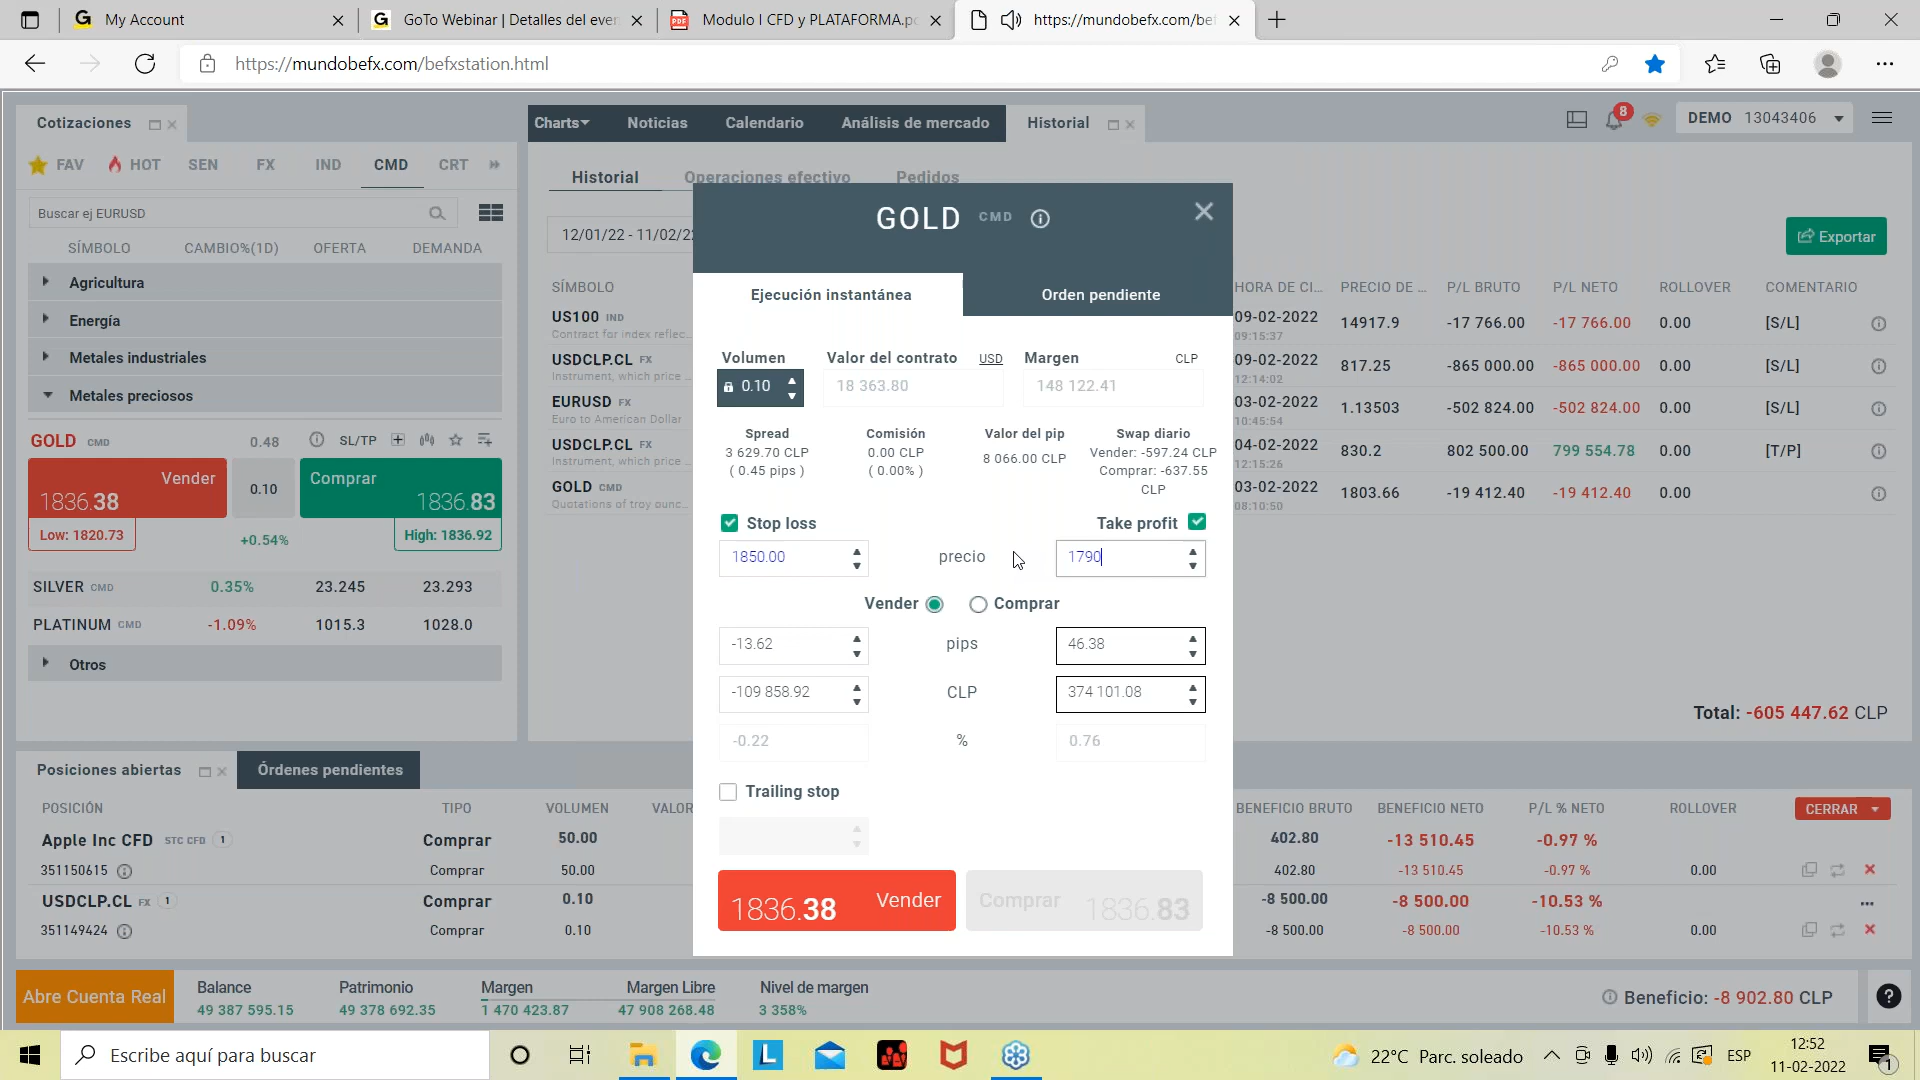 My Account
GoTo Webinar | Detalles del even
Modulo I CFD y PLATAFORMA.pd
https://mundobefx.com/bef
https://mundobefx.com/befxstation.html
Cotizaciones
Charts
Noticias
Calendario
Análisis de mercado
Historial
8
DEMO 13043406
FAV HOT SEN FX IND CMD CRT
Buscar ej EURUSD
SÍMBOLO CAMBIO%(1D) OFERTA DEMANDA
Agricultura
Energía
Metales industriales
Metales preciosos
GOLD CMD 0.48 SL/TP
Vender 1836.38
0.10
Comprar 1836.83
Low: 1820.73 +0.54% High: 1836.92
SILVER CMD 0.35% 23.245 23.293
PLATINUM CMD -1.09% 1015.3 1028.0
Otros
Historial Operaciones efectivo Pedidos
12/01/22 - 11/02/22
Exportar
SÍMBOLO HORA DE CI... PRECIO DE ... P/L BRUTO P/L NETO ROLLOVER COMENTARIO
US100 IND 09-02-2022 14917.9 -17 766.00 -17 766.00 0.00 [S/L]
Contract for index reflec... 09:15:37
USDCLP.CL FX 09-02-2022 817.25 -865 000.00 -865 000.00 0.00 [S/L]
Instrument, which price ... 12:14:02
EURUSD FX 03-02-2022 1.13503 -502 824.00 -502 824.00 0.00 [S/L]
Euro to American Dollar 10:45:54
USDCLP.CL FX 04-02-2022 830.2 802 500.00 799 554.78 0.00 [T/P]
Instrument, which price ... 12:15:26
GOLD CMD 03-02-2022 1803.66 -19 412.40 -19 412.40 0.00
Quotations of troy ounc... 08:10:50
Total: -605 447.62 CLP
GOLD CMD
Ejecución instantánea
Orden pendiente
Volumen Valor del contrato USD Margen CLP
0.10 18 363.80 148 122.41
Spread Comisión Valor del pip Swap diario
3 629.70 CLP 0.00 CLP 8 066.00 CLP Vender: -597.24 CLP
( 0.45 pips ) ( 0.00% ) Comprar: -637.55
CLP
Stop loss Take profit
1850.00 precio 1790
Vender Comprar
-13.62 pips 46.38
-109 858.92 CLP 374 101.08
-0.22 % 0.76
Trailing stop
1836.38 Vender
Comprar 1836.83
Posiciones abiertas
Órdenes pendientes
POSICIÓN TIPO VOLUMEN VALOR BENEFICIO BRUTO BENEFICIO NETO P/L % NETO ROLLOVER CERRAR
Apple Inc CFD STC CFD 1 Comprar 50.00 402.80 -13 510.45 -0.97 %
351150615 Comprar 50.00 402.80 -13 510.45 -0.97 % 0.00
USDCLP.CL FX 1 Comprar 0.10 -8 500.00 -8 500.00 -10.53 %
351149424 Comprar 0.10 -8 500.00 -8 500.00 -10.53 % 0.00
Abre Cuenta Real
Balance Patrimonio Margen Margen Libre Nivel de margen
49 387 595.15 49 378 692.35 1 470 423.87 47 908 268.48 3 358%
Beneficio: -8 902.80 CLP
Escribe aquí para buscar
22°C Parc. soleado
ESP
12:52
11-02-2022
1